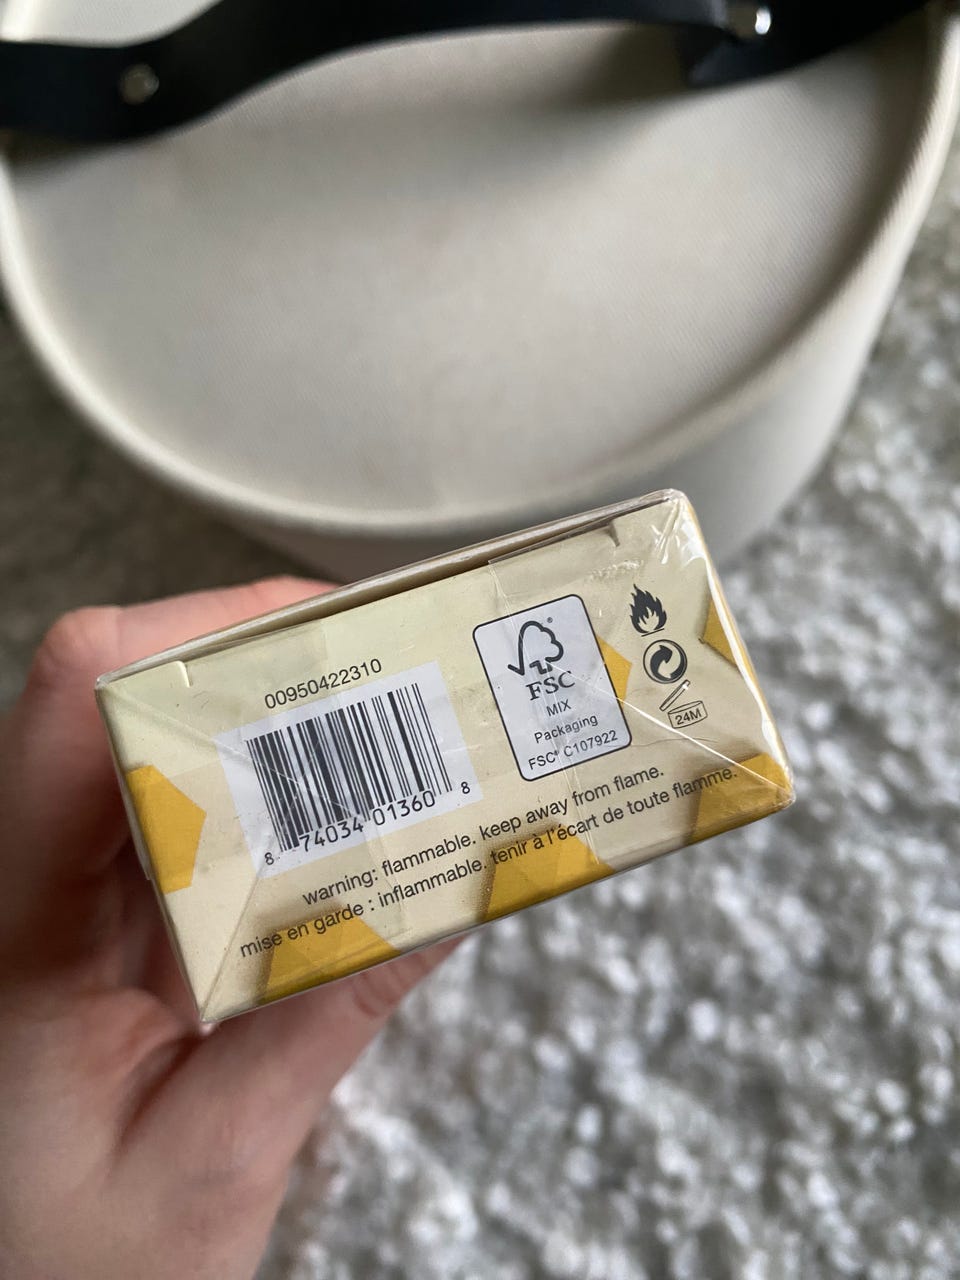 00950422310
8 74034 01360 8
FSC®
MIX
Packaging
FSC® C107922
24M
warning: flammable. keep away from flame.
mise en garde : inflammable. tenir à l'écart de toute flamme.